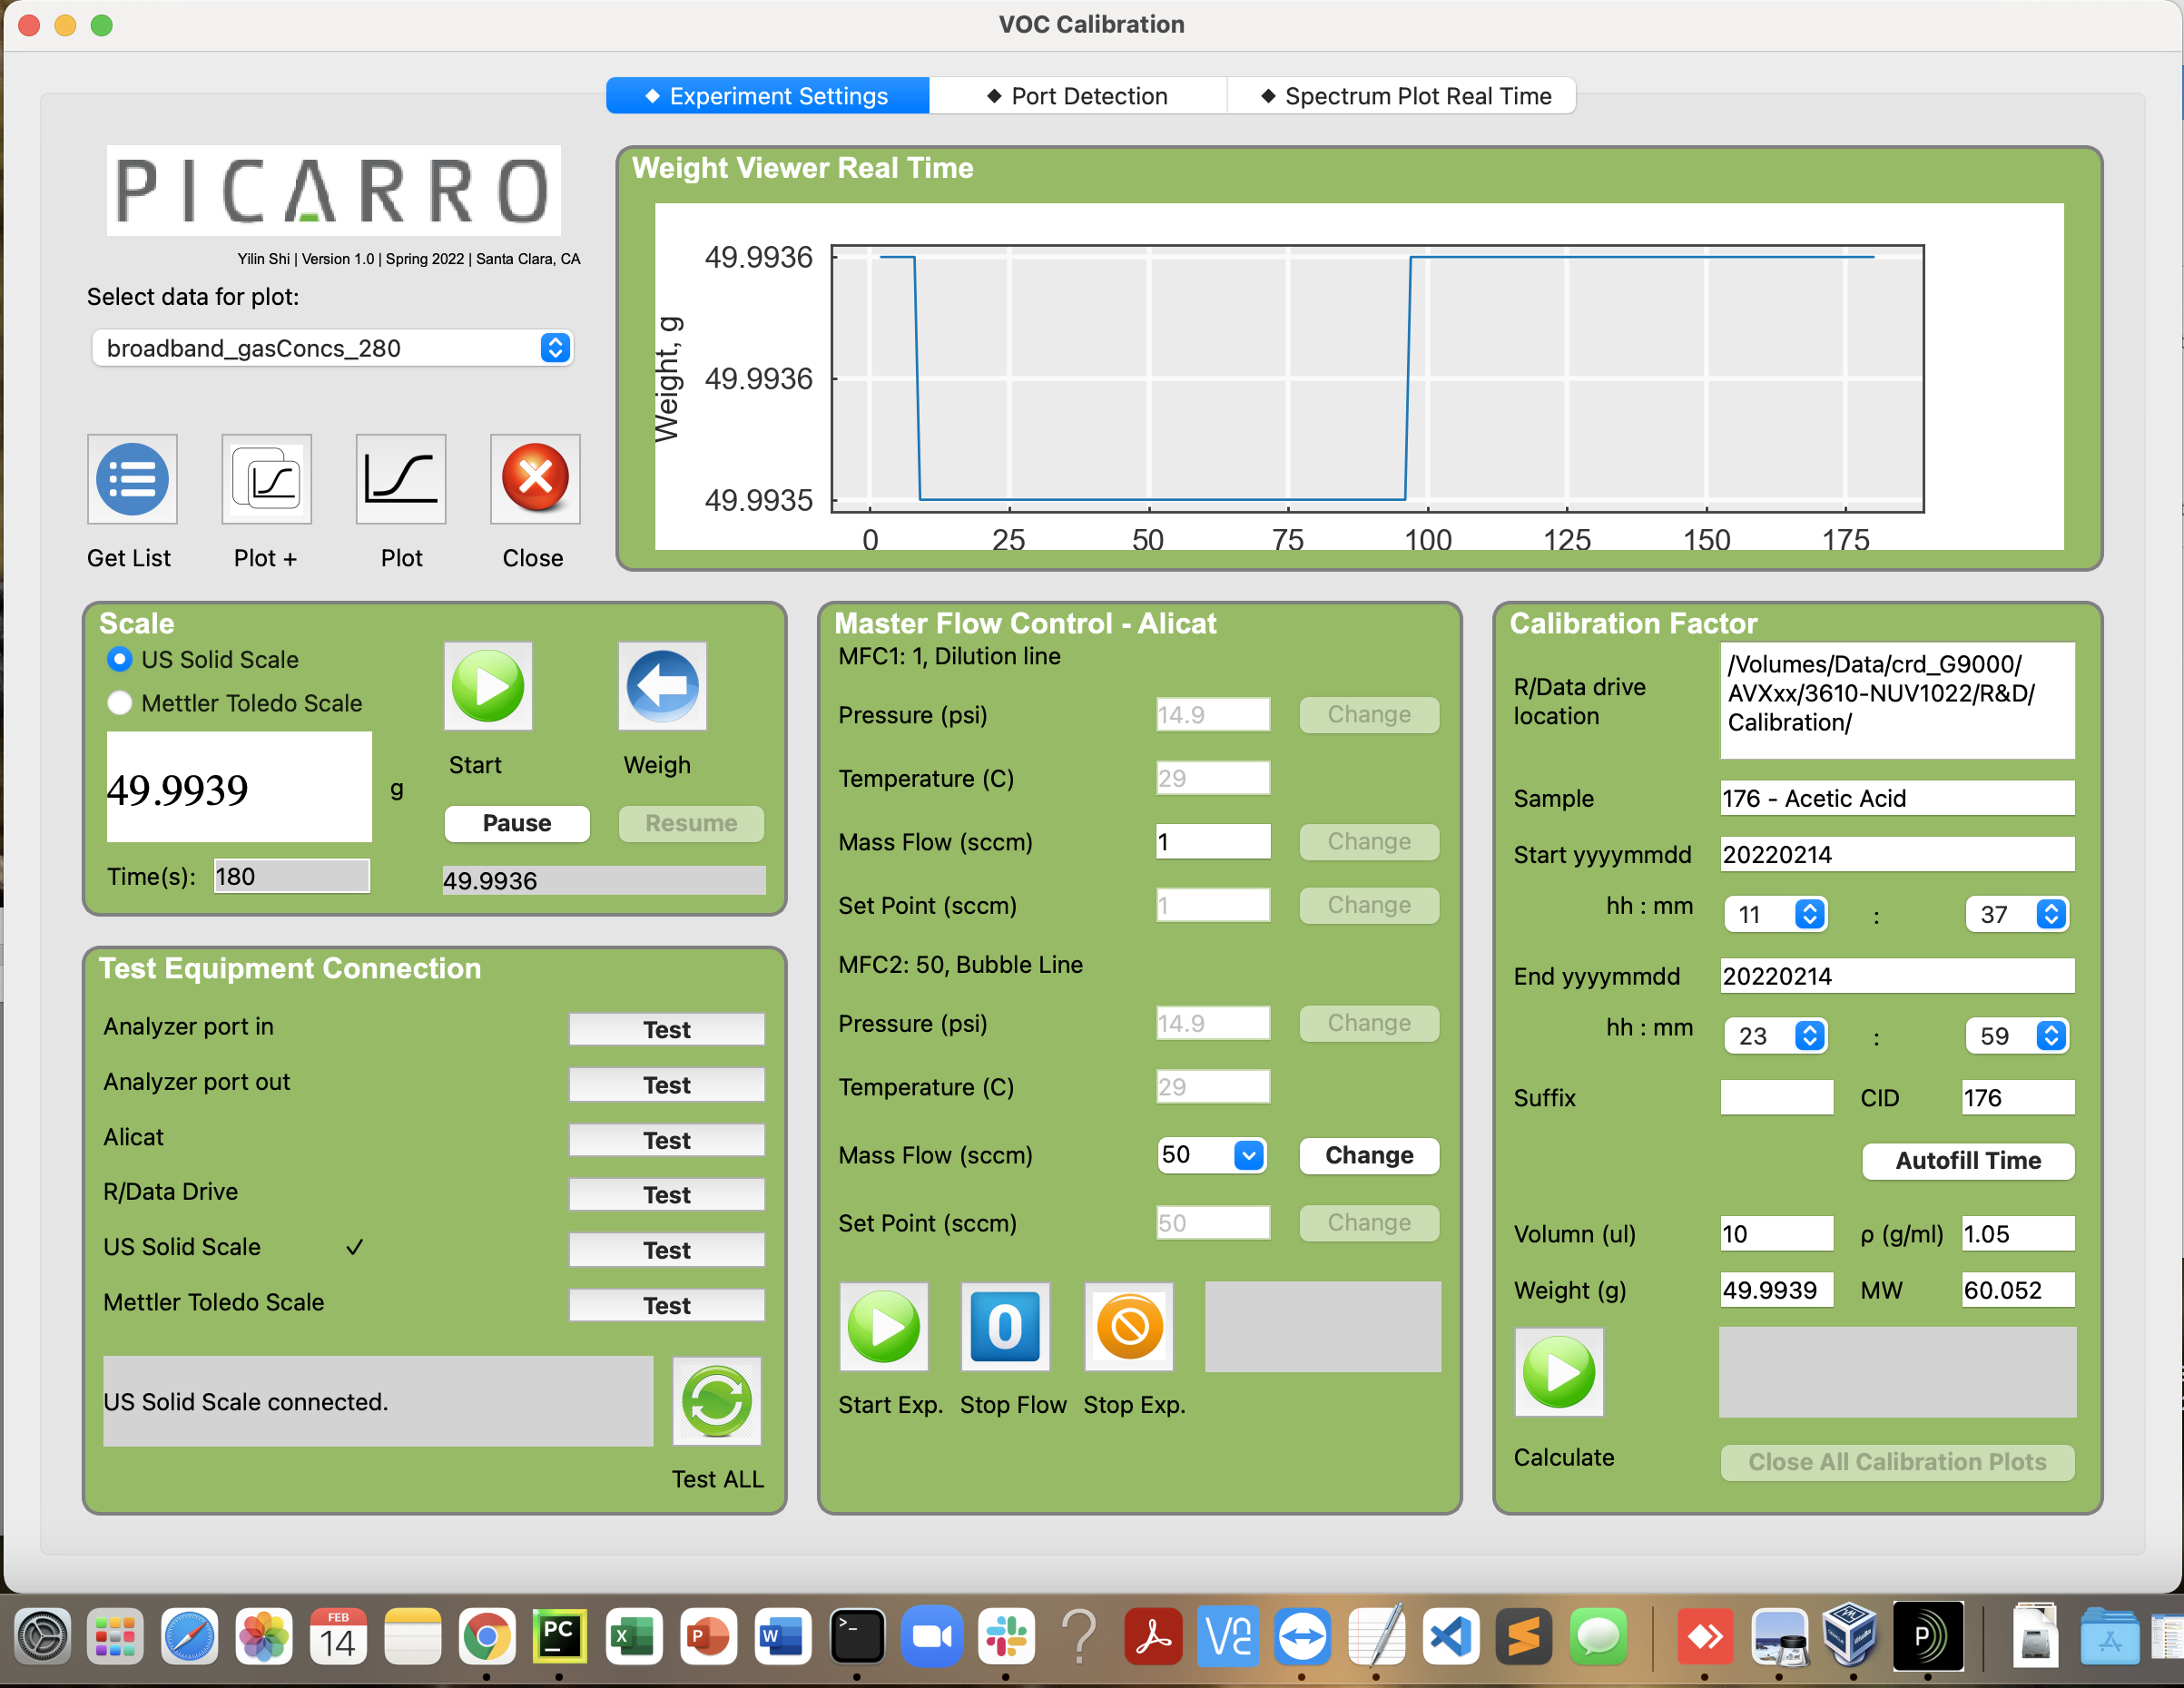 VOC Calibration
◆ Experiment Settings
◆ Port Detection
◆ Spectrum Plot Real Time
PICARRO
Yilin Shi | Version 1.0 | Spring 2022 | Santa Clara, CA
Select data for plot:
broadband_gasConcs_280
Get List
Plot +
Plot
Close
Weight Viewer Real Time
Weight, g
49.9936
49.9936
49.9935
0 25 50 75 100 125 150 175
Scale
US Solid Scale
Mettler Toledo Scale
49.9939 g
Start
Weigh
Pause
Resume
Time(s): 180
49.9936
Test Equipment Connection
Analyzer port in Test
Analyzer port out Test
Alicat Test
R/Data Drive Test
US Solid Scale ✓ Test
Mettler Toledo Scale Test
US Solid Scale connected.
Test ALL
Master Flow Control - Alicat
MFC1: 1, Dilution line
Pressure (psi) 14.9 Change
Temperature (C) 29
Mass Flow (sccm) 1 Change
Set Point (sccm) 1 Change
MFC2: 50, Bubble Line
Pressure (psi) 14.9 Change
Temperature (C) 29
Mass Flow (sccm) 50 Change
Set Point (sccm) 50 Change
0
Start Exp. Stop Flow Stop Exp.
Calibration Factor
R/Data drive
location
/Volumes/Data/crd_G9000/
AVXxx/3610-NUV1022/R&D/
Calibration/
Sample 176 - Acetic Acid
Start yyyymmdd 20220214
hh : mm 11 : 37
End yyyymmdd 20220214
hh : mm 23 : 59
Suffix CID 176
Autofill Time
Volumn (ul) 10 ρ (g/ml) 1.05
Weight (g) 49.9939 MW 60.052
Calculate
Close All Calibration Plots
FEB
14
PC
X
P
W
>_
?
P